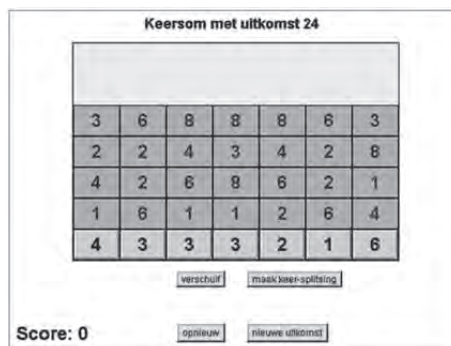 Keersom met uitkomst 24
3 6 8 8 8 6 3
2 2 4 3 4 2 8
4 2 6 8 6 2 1
1 6 1 1 2 6 4
4 3 3 3 2 1 6
verschuif maak keer-splitsing
Score: 0 opnieuw nieuwe uitkomst